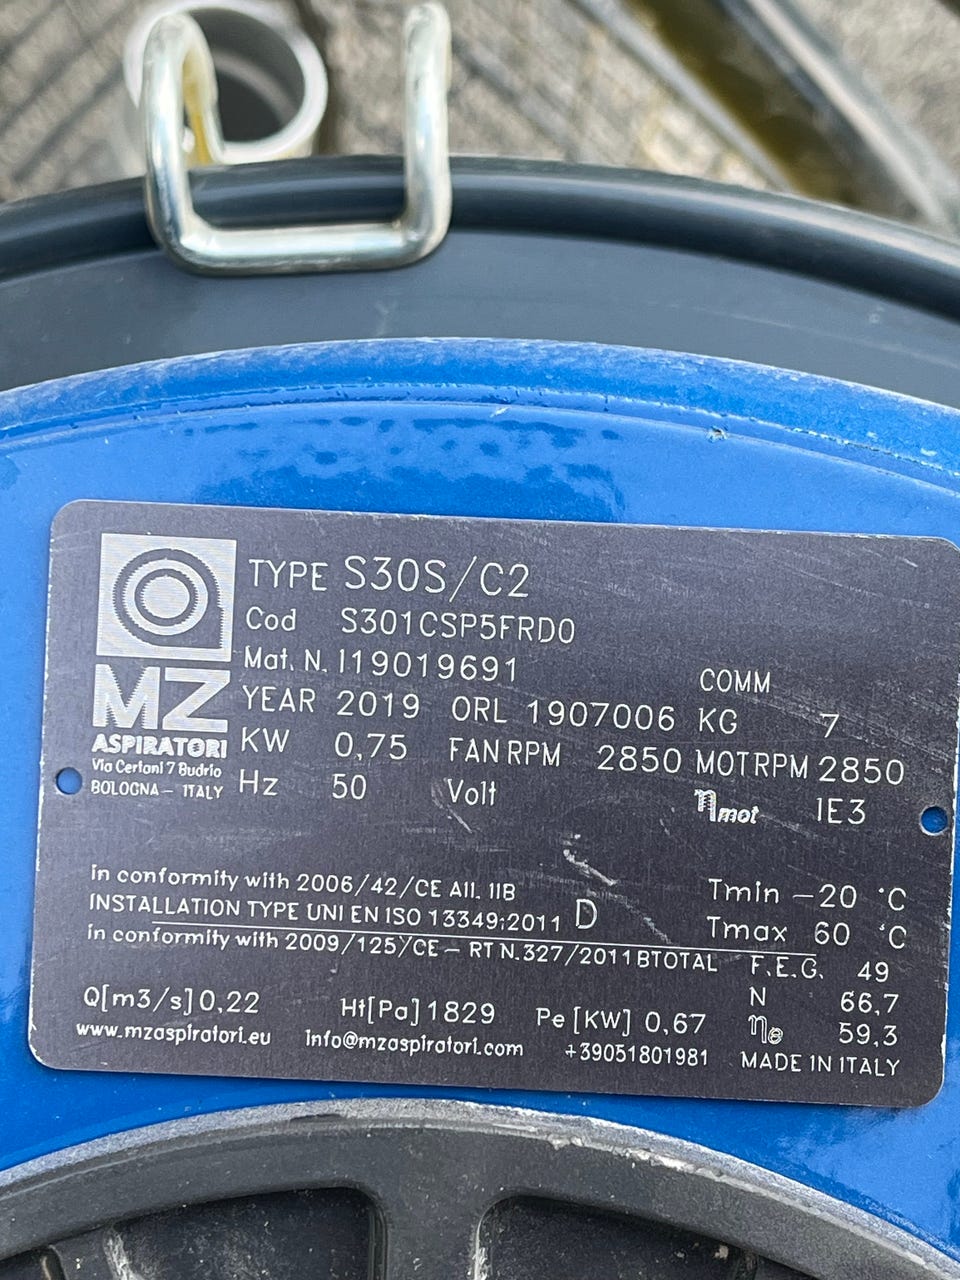 TYPE S30S/C2
Cod S301CSP5FRD0
Mat. N. I19019691
COMM
YEAR 2019 ORL 1907006 KG 7
KW 0,75 FAN RPM 2850 MOT RPM 2850
Hz 50 Volt ηmot IE3
MZ
ASPIRATORI
Via Certani 7 Budrio
BOLOGNA - ITALY
In conformity with 2006/42/CE All. IIB
INSTALLATION TYPE UNI EN ISO 13349:2011 D
Tmin -20 °C
Tmax 60 °C
In conformity with 2009/125/CE - RT N.327/2011 BTOTAL
F.E.G. 49
N 66,7
ηe 59,3
Q[m3/s] 0,22 Ht[Pa] 1829 Pe [KW] 0,67
www.mzaspiratori.eu info@mzaspiratori.com +39051801981 MADE IN ITALY